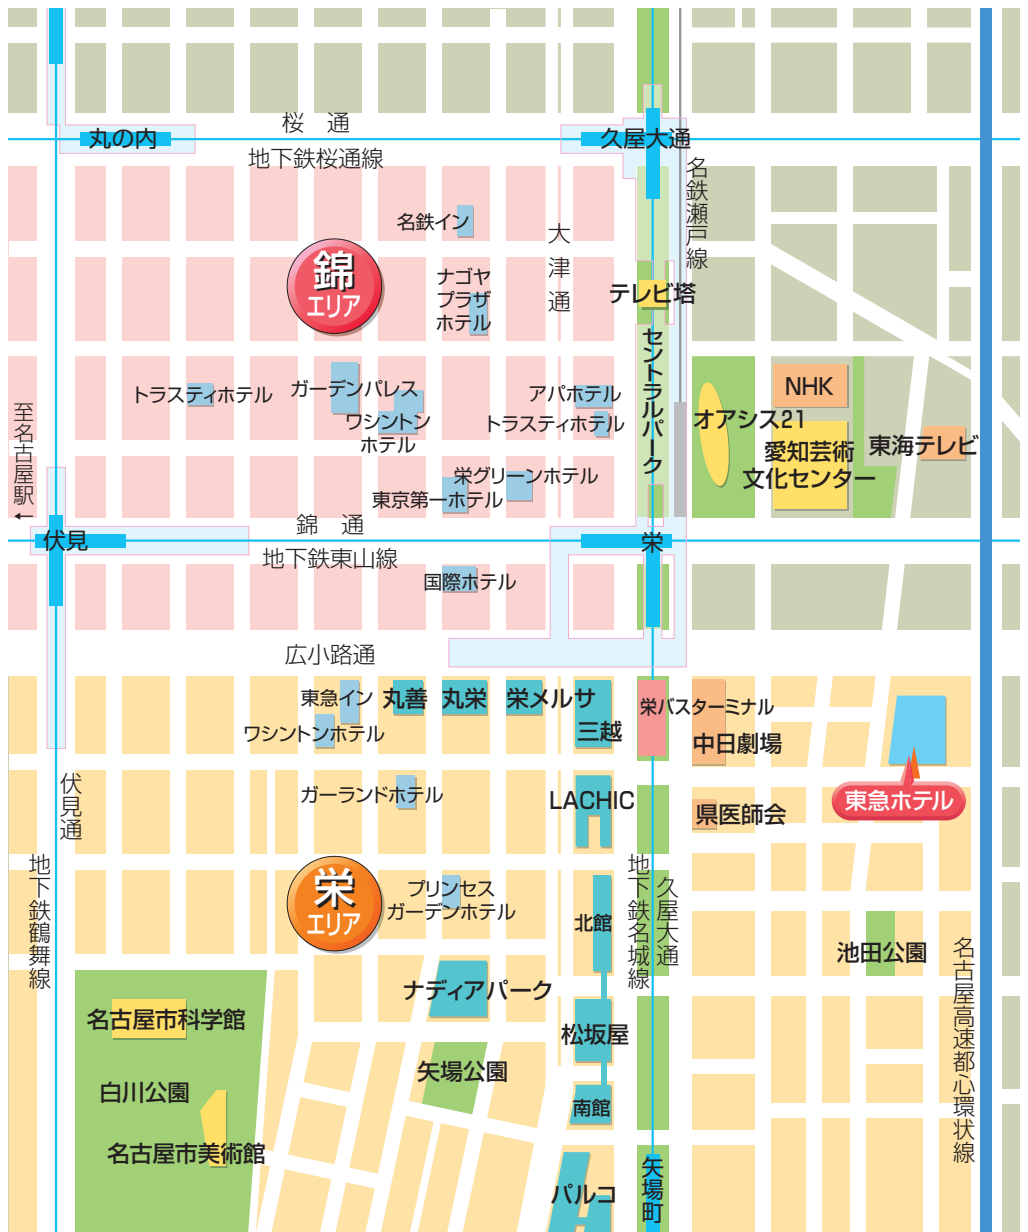 桜通
丸の内
久屋大通
地下鉄桜通線
名鉄瀬戸線
名鉄イン
大津通
錦
エリア
ナゴヤ
プラザ
ホテル
テレビ塔
セントラルパーク
トラスティホテル
ガーデンパレス
ワシントン
ホテル
アパホテル
トラスティホテル
NHK
オアシス21
愛知芸術
文化センター
東海テレビ
至名古屋駅←
栄グリーンホテル
東京第一ホテル
錦通
伏見
栄
地下鉄東山線
国際ホテル
広小路通
東急イン
丸善
丸栄
栄メルサ
三越
栄バスターミナル
中日劇場
ワシントンホテル
伏見通
ガーランドホテル
LACHIC
県医師会
東急ホテル
地下鉄鶴舞線
栄
エリア
プリンセス
ガーデンホテル
地下鉄名城線
久屋大通
北館
池田公園
名古屋高速都心環状線
ナディアパーク
名古屋市科学館
松坂屋
矢場公園
白川公園
南館
名古屋市美術館
パルコ
矢場町